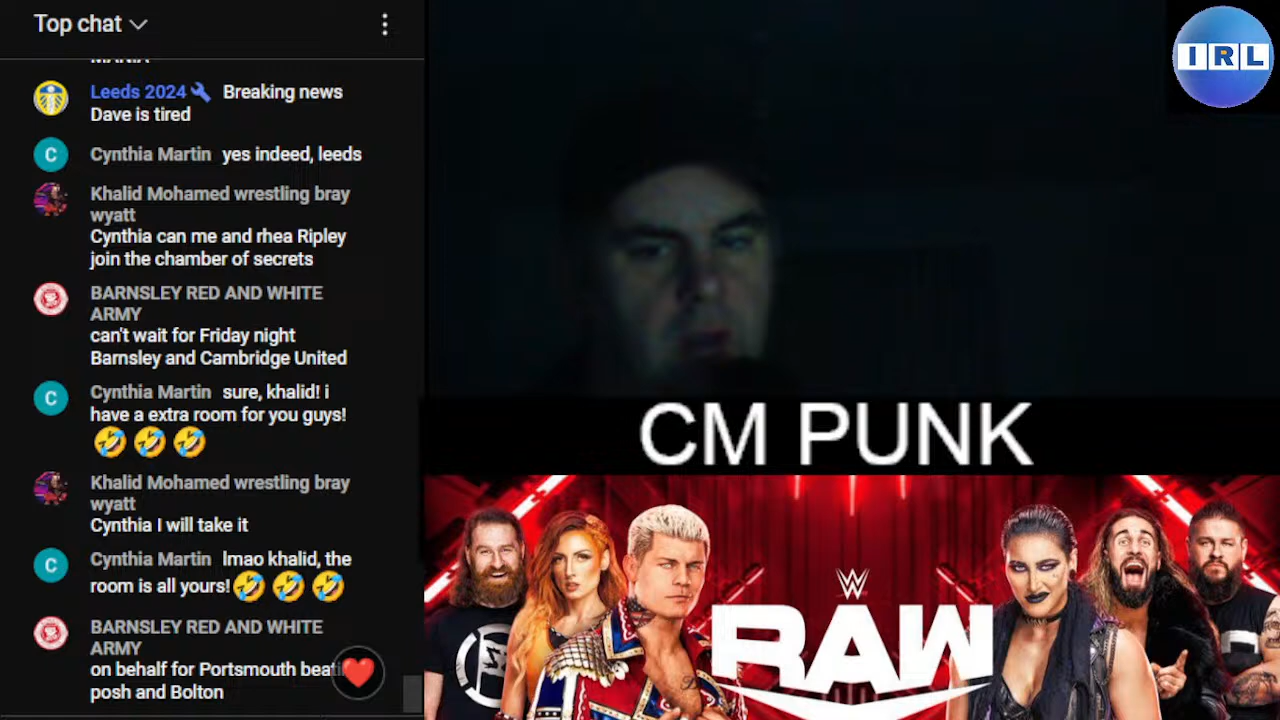 Top chat
MANIA
Leeds 2024 Breaking news
Dave is tired
C
Cynthia Martin yes indeed, leeds
Khalid Mohamed wrestling bray
wyatt
Cynthia can me and rhea Ripley
join the chamber of secrets
BARNSLEY RED AND WHITE
ARMY
can't wait for Friday night
Barnsley and Cambridge United
C
Cynthia Martin sure, khalid! i
have a extra room for you guys!
Khalid Mohamed wrestling bray
wyatt
Cynthia I will take it
C
Cynthia Martin lmao khalid, the
room is all yours!
BARNSLEY RED AND WHITE
ARMY
on behalf for Portsmouth beati
posh and Bolton
IRL
CM PUNK
W
RAW